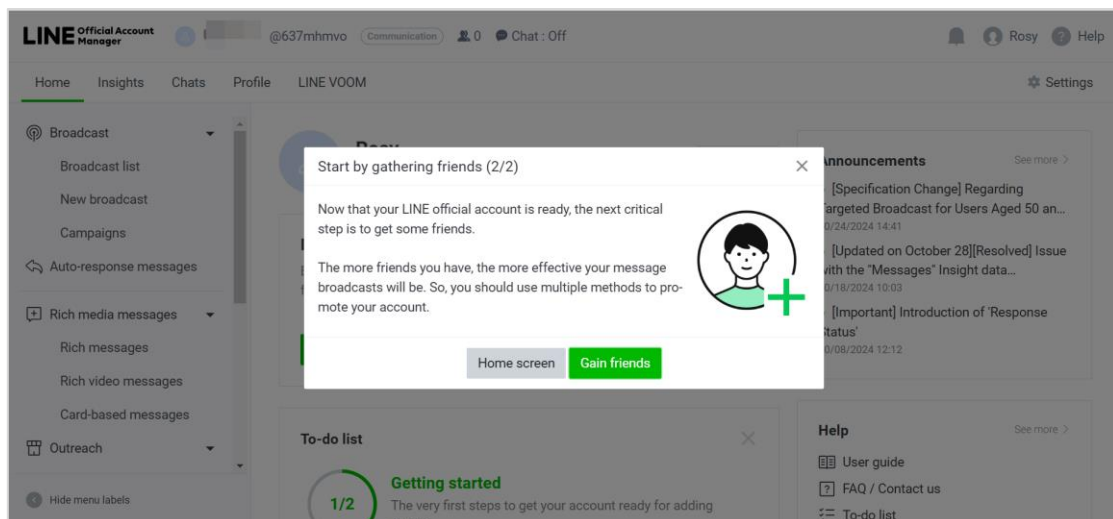 LINE Official Account Manager
@637mhmvo Communication 0 Chat : Off
Rosy Help
Home Insights Chats Profile LINE VOOM
Settings
Broadcast
Broadcast list
New broadcast
Campaigns
Auto-response messages
Rich media messages
Rich messages
Rich video messages
Card-based messages
Outreach
Hide menu labels
Start by gathering friends (2/2)
Now that your LINE official account is ready, the next critical
step is to get some friends.
The more friends you have, the more effective your message
broadcasts will be. So, you should use multiple methods to pro-
mote your account.
Home screen Gain friends
To-do list
1/2
Getting started
The very first steps to get your account ready for adding
Announcements See more >
[Specification Change] Regarding
Targeted Broadcast for Users Aged 50 an...
10/24/2024 14:41
[Updated on October 28][Resolved] Issue
with the "Messages" Insight data...
10/18/2024 10:03
[Important] Introduction of 'Response
Status'
10/08/2024 12:12
Help See more >
User guide
FAQ / Contact us
To-do list